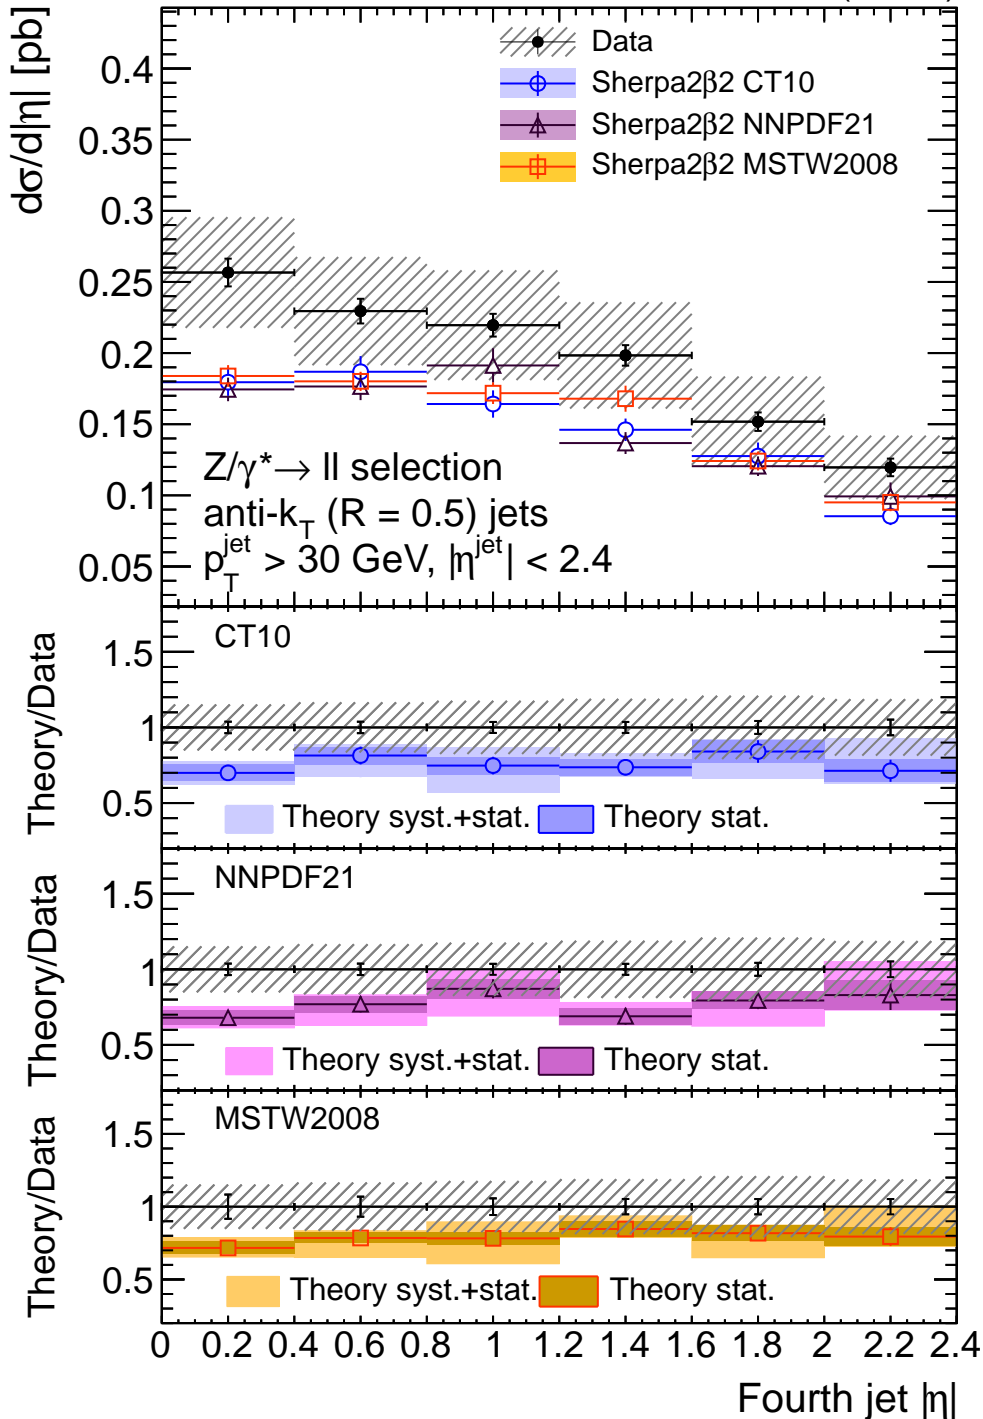 dσ/d|η| [pb]
Data
Sherpa2β2 CT10
Sherpa2β2 NNPDF21
Sherpa2β2 MSTW2008
0.4
0.35
0.3
0.25
0.2
0.15
0.1
0.05
Z/γ*→ ll selection
anti-k_T (R = 0.5) jets
p_T^jet > 30 GeV, |η^jet| < 2.4
Theory/Data
CT10
1.5
1
0.5
Theory syst.+stat.
Theory stat.
Theory/Data
NNPDF21
1.5
1
0.5
Theory syst.+stat.
Theory stat.
Theory/Data
MSTW2008
1.5
1
0.5
Theory syst.+stat.
Theory stat.
0 0.2 0.4 0.6 0.8 1 1.2 1.4 1.6 1.8 2 2.2 2.4
Fourth jet |η|